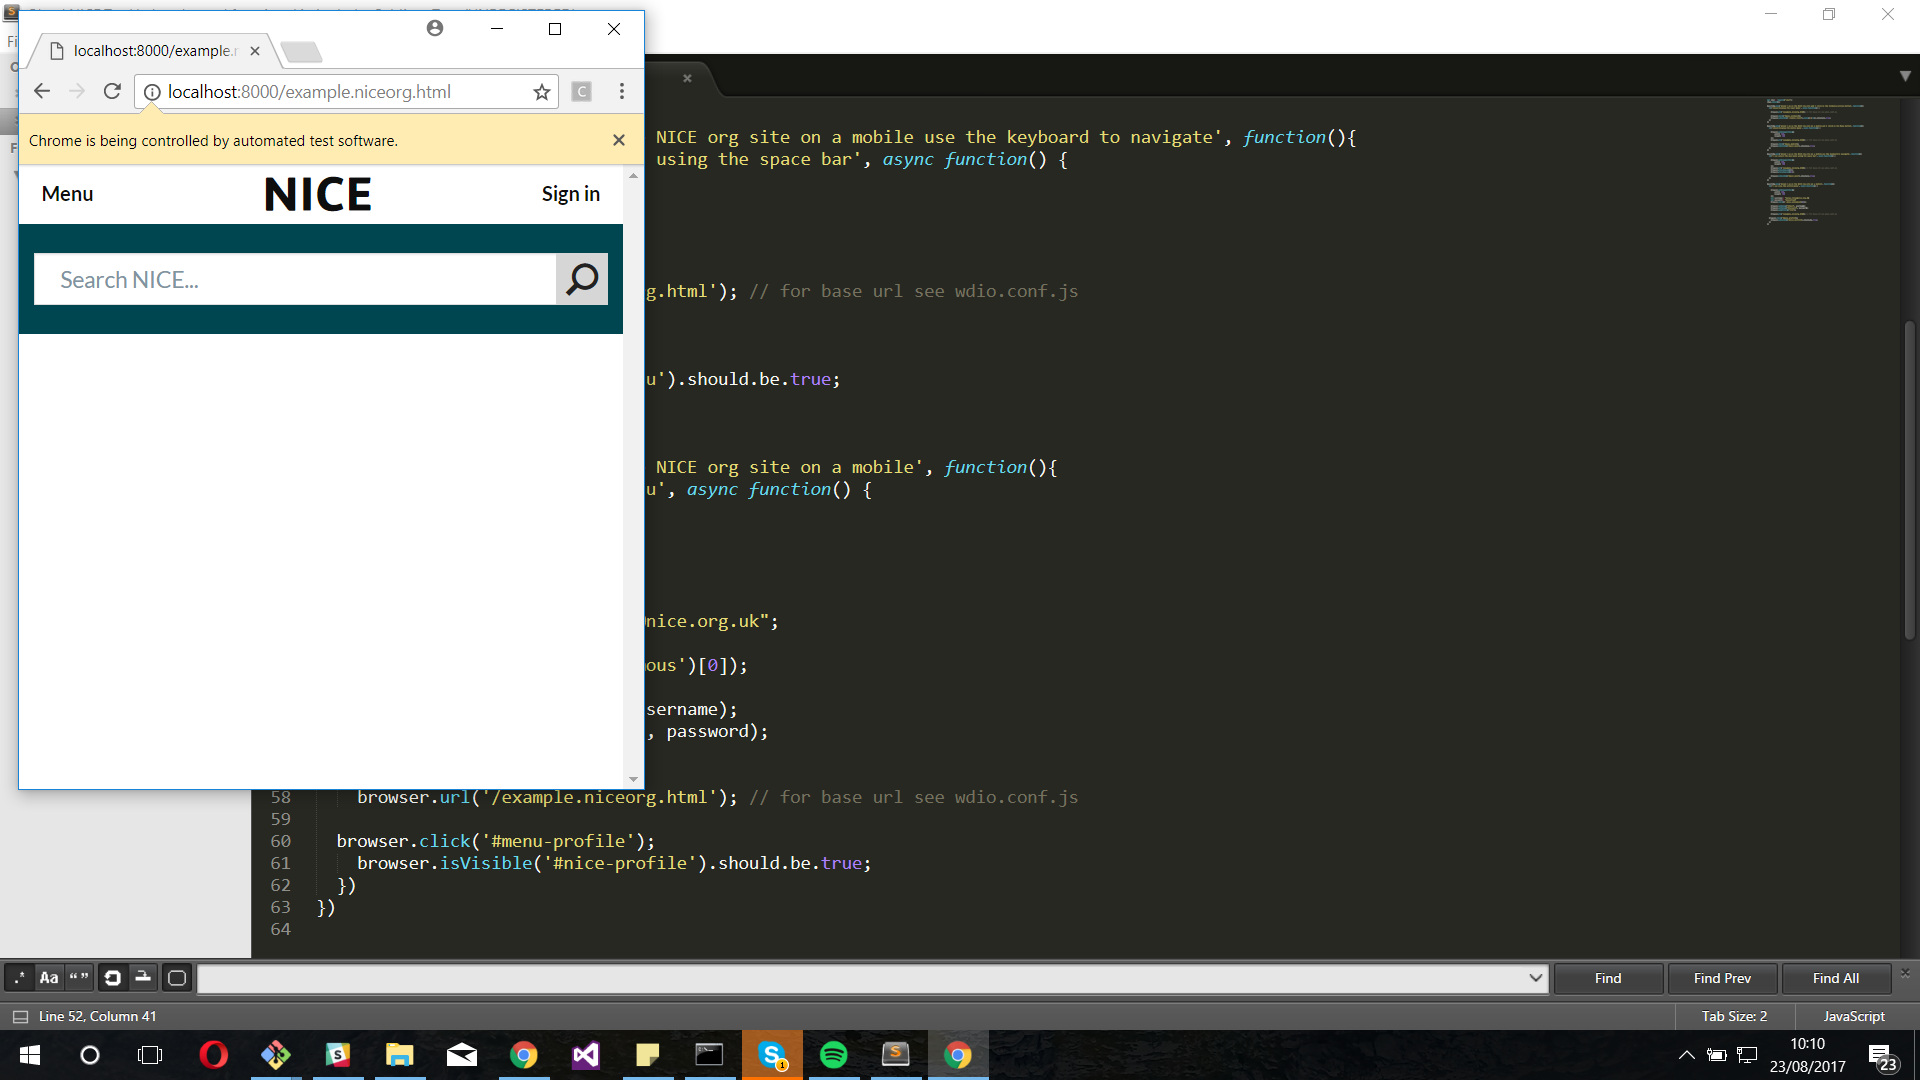 localhost:8000/example.
localhost:8000/example.niceorg.html
Chrome is being controlled by automated test software.
Menu
NICE
Sign in
Search NICE...
NICE org site on a mobile use the keyboard to navigate', function(){
using the space bar', async function() {
g.html'); // for base url see wdio.conf.js
u').should.be.true;
NICE org site on a mobile', function(){
u', async function() {
nice.org.uk";
ous')[0]);
sername);
, password);
58 browser.url('/example.niceorg.html'); // for base url see wdio.conf.js
59
60 browser.click('#menu-profile');
61 browser.isVisible('#nice-profile').should.be.true;
62 })
63 })
64
.* Aa “ ”
Find
Find Prev
Find All
Line 52, Column 41
Tab Size: 2
JavaScript
10:10
23/08/2017
23